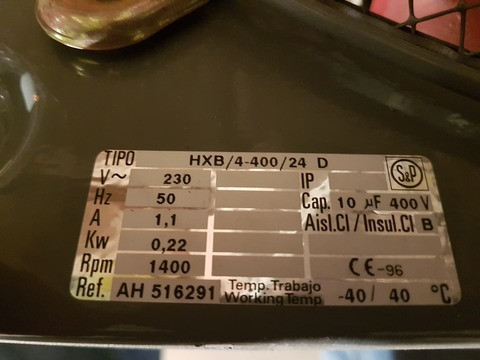 TIPO HXB/4-400/24 D
V~ 230 IP S&P
Hz 50 Cap. 10 µF 400 V
A 1,1 Aisl.Cl / Insul.Cl B
Kw 0,22
Rpm 1400 CE-96
Ref. AH 516291 Temp. Trabajo
Working Temp -40 / 40 °C